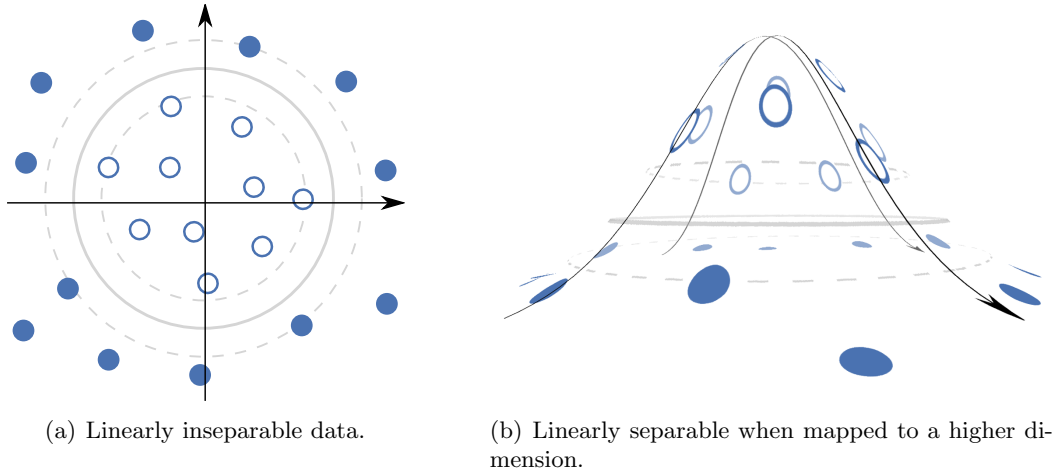 (a) Linearly inseparable data.
(b) Linearly separable when mapped to a higher di-
mension.